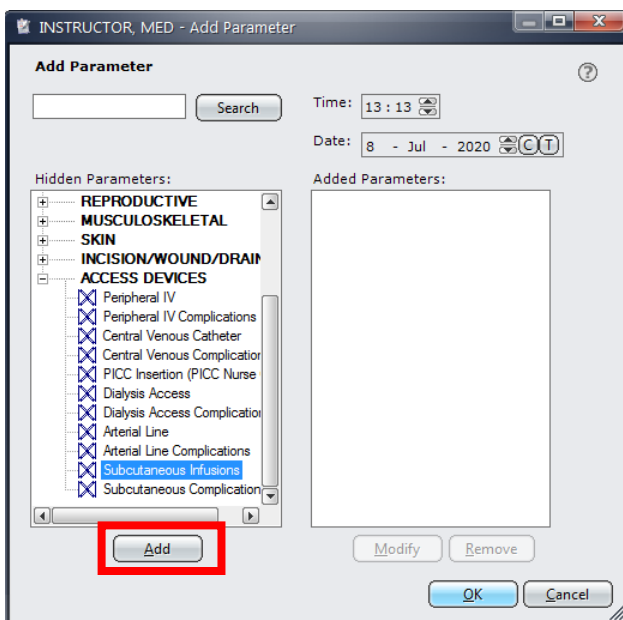 INSTRUCTOR, MED - Add Parameter
Add Parameter
?
Search
Time: 13 : 13
Date: 8 - Jul - 2020 C T
Hidden Parameters:
Added Parameters:
REPRODUCTIVE
MUSCULOSKELETAL
SKIN
INCISION/WOUND/DRAIN
ACCESS DEVICES
Peripheral IV
Peripheral IV Complications
Central Venous Catheter
Central Venous Complication
PICC Insertion (PICC Nurse
Dialysis Access
Dialysis Access Complication
Arterial Line
Arterial Line Complications
Subcutaneous Infusions
Subcutaneous Complication
Add
Modify
Remove
OK
Cancel